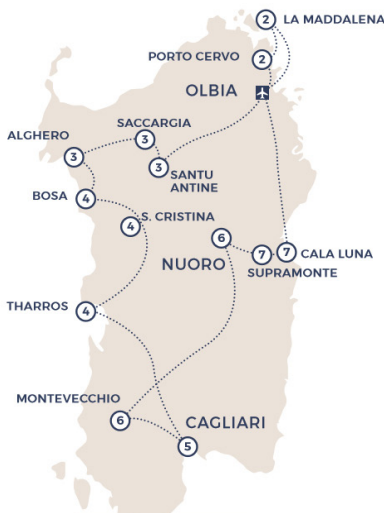 2
LA MADDALENA
PORTO CERVO
2
OLBIA
SACCARGIA
3
ALGHERO
3
3
SANTU
ANTINE
BOSA
4
S. CRISTINA
4
6
NUORO
7
7
CALA LUNA
SUPRAMONTE
THARROS
4
MONTEVECCHIO
6
CAGLIARI
5